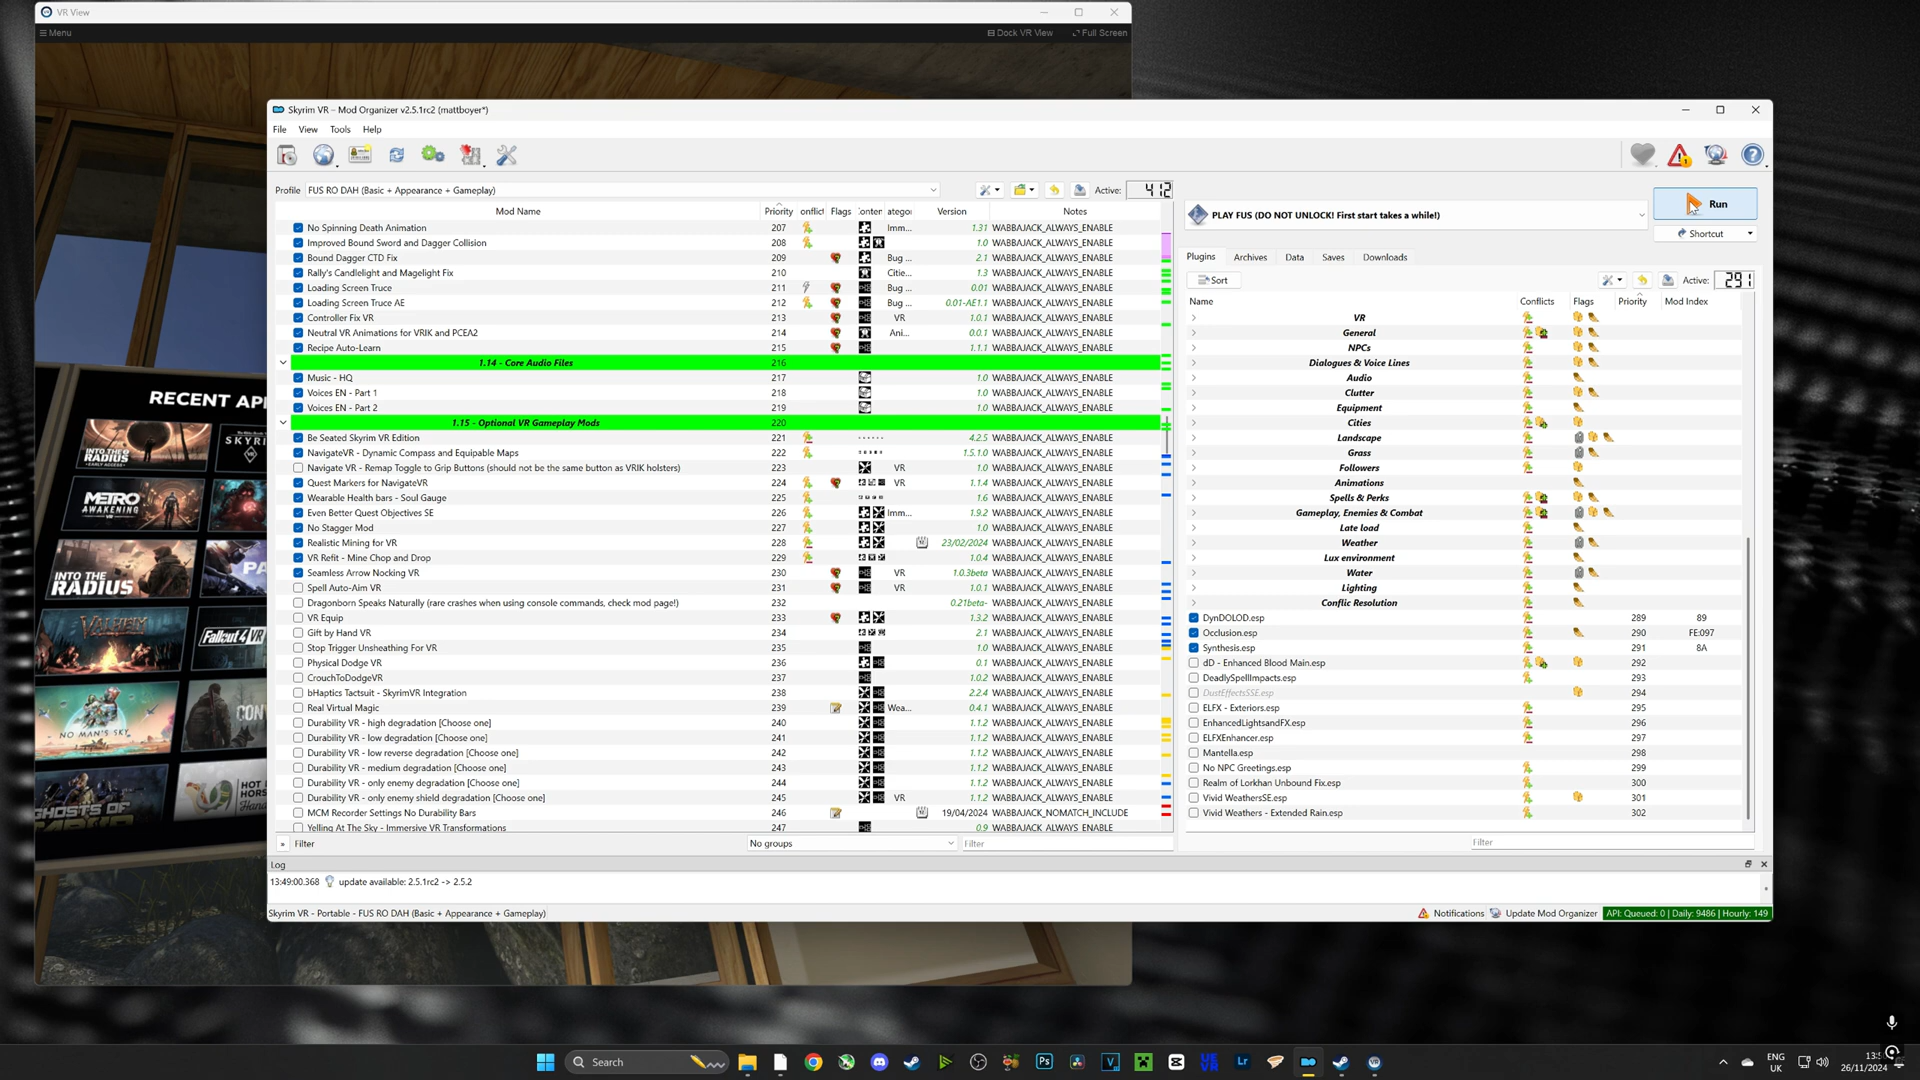 VR View
Menu
Dock VR View
Full Screen
RECENT AP
INTO THE RADIUS
SKYRI
VR
METRO
AWAKENING
INTO THE
RADIUS
VALHEIM
Fallout 4 VR
NO MAN'S SKY
CON
GHOSTS OF
HOT
HORS
Hand
Skyrim VR – Mod Organizer v2.5.1rc2 (mattboyer*)
File View Tools Help
Profile FUS RO DAH (Basic + Appearance + Gameplay) Active: 412
Mod Name Priority onflict Flags Conten atego Version Notes
No Spinning Death Animation 207 Imm... 1.31 WABBAJACK_ALWAYS_ENABLE
Improved Bound Sword and Dagger Collision 208 1.0 WABBAJACK_ALWAYS_ENABLE
Bound Dagger CTD Fix 209 Bug ... 2.1 WABBAJACK_ALWAYS_ENABLE
Rally's Candlelight and Magelight Fix 210 Citie... 1.3 WABBAJACK_ALWAYS_ENABLE
Loading Screen Truce 211 Bug ... 0.01 WABBAJACK_ALWAYS_ENABLE
Loading Screen Truce AE 212 Bug ... 0.01-AE1.1 WABBAJACK_ALWAYS_ENABLE
Controller Fix VR 213 VR 1.0.1 WABBAJACK_ALWAYS_ENABLE
Neutral VR Animations for VRIK and PCEA2 214 Ani... 0.0.1 WABBAJACK_ALWAYS_ENABLE
Recipe Auto-Learn 215 1.1.1 WABBAJACK_ALWAYS_ENABLE
1.14 - Core Audio Files 216
Music - HQ 217 1.0 WABBAJACK_ALWAYS_ENABLE
Voices EN - Part 1 218 1.0 WABBAJACK_ALWAYS_ENABLE
Voices EN - Part 2 219 1.0 WABBAJACK_ALWAYS_ENABLE
1.15 - Optional VR Gameplay Mods 220
Be Seated Skyrim VR Edition 221 4.2.5 WABBAJACK_ALWAYS_ENABLE
NavigateVR - Dynamic Compass and Equipable Maps 222 1.5.1.0 WABBAJACK_ALWAYS_ENABLE
Navigate VR - Remap Toggle to Grip Buttons (should not be the same button as VRIK holsters) 223 VR 1.0 WABBAJACK_ALWAYS_ENABLE
Quest Markers for NavigateVR 224 VR 1.1.4 WABBAJACK_ALWAYS_ENABLE
Wearable Health bars - Soul Gauge 225 1.6 WABBAJACK_ALWAYS_ENABLE
Even Better Quest Objectives SE 226 Imm... 1.9.2 WABBAJACK_ALWAYS_ENABLE
No Stagger Mod 227 1.0 WABBAJACK_ALWAYS_ENABLE
Realistic Mining for VR 228 23/02/2024 WABBAJACK_ALWAYS_ENABLE
VR Refit - Mine Chop and Drop 229 1.0.4 WABBAJACK_ALWAYS_ENABLE
Seamless Arrow Nocking VR 230 VR 1.0.3beta WABBAJACK_ALWAYS_ENABLE
Spell Auto-Aim VR 231 VR 1.0.1 WABBAJACK_ALWAYS_ENABLE
Dragonborn Speaks Naturally (rare crashes when using console commands, check mod page!) 232 0.21beta- WABBAJACK_ALWAYS_ENABLE
VR Equip 233 1.3.2 WABBAJACK_ALWAYS_ENABLE
Gift by Hand VR 234 2.1 WABBAJACK_ALWAYS_ENABLE
Stop Trigger Unsheathing For VR 235 1.0 WABBAJACK_ALWAYS_ENABLE
Physical Dodge VR 236 0.1 WABBAJACK_ALWAYS_ENABLE
CrouchToDodgeVR 237 1.0.2 WABBAJACK_ALWAYS_ENABLE
bHaptics Tactsuit - SkyrimVR Integration 238 2.2.4 WABBAJACK_ALWAYS_ENABLE
Real Virtual Magic 239 Wea... 0.4.1 WABBAJACK_ALWAYS_ENABLE
Durability VR - high degradation [Choose one] 240 1.1.2 WABBAJACK_ALWAYS_ENABLE
Durability VR - low degradation [Choose one] 241 1.1.2 WABBAJACK_ALWAYS_ENABLE
Durability VR - low reverse degradation [Choose one] 242 1.1.2 WABBAJACK_ALWAYS_ENABLE
Durability VR - medium degradation [Choose one] 243 1.1.2 WABBAJACK_ALWAYS_ENABLE
Durability VR - only enemy degradation [Choose one] 244 1.1.2 WABBAJACK_ALWAYS_ENABLE
Durability VR - only enemy shield degradation [Choose one] 245 VR 1.1.2 WABBAJACK_ALWAYS_ENABLE
MCM Recorder Settings No Durability Bars 246 19/04/2024 WABBAJACK_NOMATCH_INCLUDE
Yelling At The Sky - Immersive VR Transformations 247 0.9 WABBAJACK_ALWAYS_ENABLE
» Filter No groups Filter
PLAY FUS (DO NOT UNLOCK! First start takes a while!)
Run
Shortcut
Plugins Archives Data Saves Downloads
Sort Active: 291
Name Conflicts Flags Priority Mod Index
VR
General
NPCs
Dialogues & Voice Lines
Audio
Clutter
Equipment
Cities
Landscape
Grass
Followers
Animations
Spells & Perks
Gameplay, Enemies & Combat
Late load
Weather
Lux environment
Water
Lighting
Conflic Resolution
DynDOLOD.esp 289 89
Occlusion.esp 290 FE:097
Synthesis.esp 291 8A
dD - Enhanced Blood Main.esp 292
DeadlySpellImpacts.esp 293
DustEffectsSSE.esp 294
ELFX - Exteriors.esp 295
EnhancedLightsandFX.esp 296
ELFXEnhancer.esp 297
Mantella.esp 298
No NPC Greetings.esp 299
Realm of Lorkhan Unbound Fix.esp 300
Vivid WeathersSE.esp 301
Vivid Weathers - Extended Rain.esp 302
Filter
Log
13:49:00.368 update available: 2.5.1rc2 -> 2.5.2
Skyrim VR - Portable - FUS RO DAH (Basic + Appearance + Gameplay) Notifications Update Mod Organizer API: Queued: 0 | Daily: 9486 | Hourly: 149
Search
Ps
V
UE
VR
Lr
ENG
UK
26/11/2024